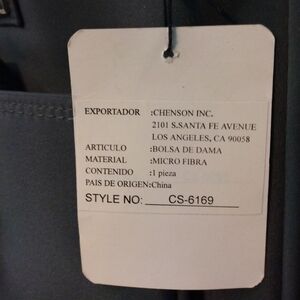 EXPORTADOR :CHENSON INC.
2101 S.SANTA FE AVENUE
LOS ANGELES, CA 90058
ARTICULO :BOLSA DE DAMA
MATERIAL :MICRO FIBRA
CONTENIDO :1 pieza
PAIS DE ORIGEN:China
STYLE NO: CS-6169